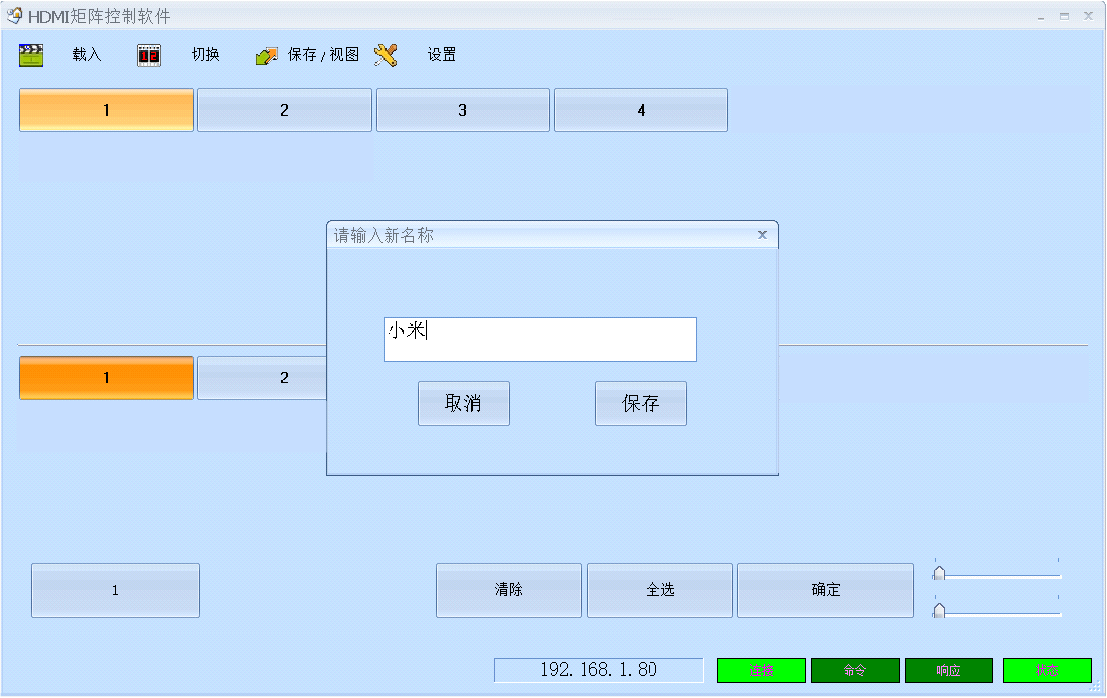 HDMI矩阵控制软件
载入 切换 保存/视图 设置
1 2 3 4
请输入新名称
小米
1 2
取消 保存
1 清除 全选 确定
192.168.1.80 连接 命令 响应 状态